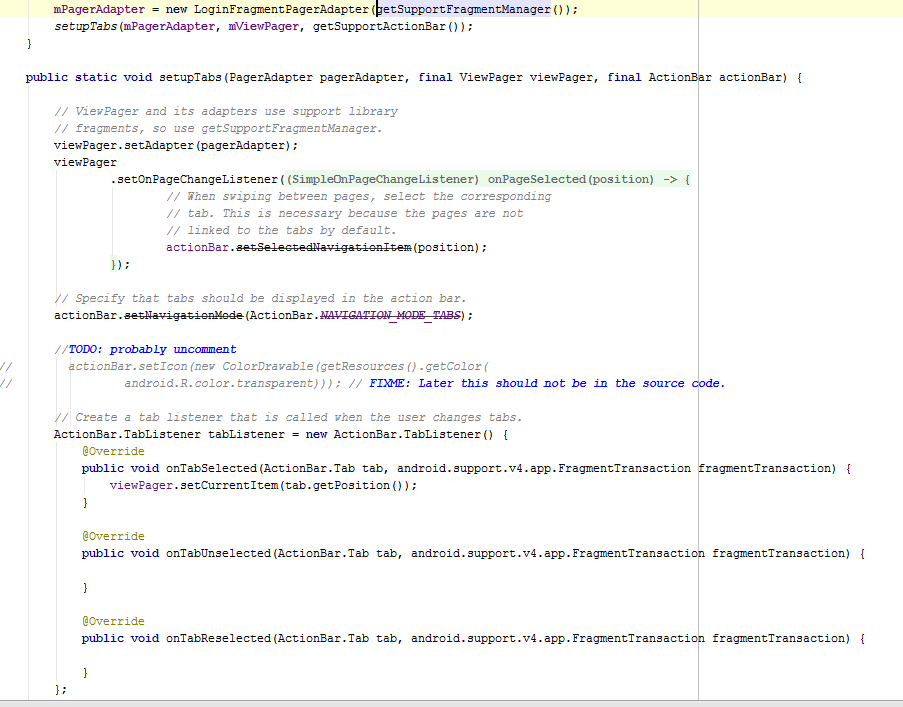 mPagerAdapter = new LoginFragmentPagerAdapter(getSupportFragmentManager());
setupTabs(mPagerAdapter, mViewPager, getSupportActionBar());
}
public static void setupTabs(PagerAdapter pagerAdapter, final ViewPager viewPager, final ActionBar actionBar) {
// ViewPager and its adapters use support library
// fragments, so use getSupportFragmentManager.
viewPager.setAdapter(pagerAdapter);
viewPager
.setOnPageChangeListener((SimpleOnPageChangeListener) onPageSelected(position) -> {
// When swiping between pages, select the corresponding
// tab. This is necessary because the pages are not
// linked to the tabs by default.
actionBar.setSelectedNavigationItem(position);
});
// Specify that tabs should be displayed in the action bar.
actionBar.setNavigationMode(ActionBar.NAVIGATION_MODE_TABS);
//TODO: probably uncomment
// actionBar.setIcon(new ColorDrawable(getResources().getColor(
// android.R.color.transparent))); // FIXME: Later this should not be in the source code.
// Create a tab listener that is called when the user changes tabs.
ActionBar.TabListener tabListener = new ActionBar.TabListener() {
@Override
public void onTabSelected(ActionBar.Tab tab, android.support.v4.app.FragmentTransaction fragmentTransaction) {
viewPager.setCurrentItem(tab.getPosition());
}
@Override
public void onTabUnselected(ActionBar.Tab tab, android.support.v4.app.FragmentTransaction fragmentTransaction) {
}
@Override
public void onTabReselected(ActionBar.Tab tab, android.support.v4.app.FragmentTransaction fragmentTransaction) {
}
};